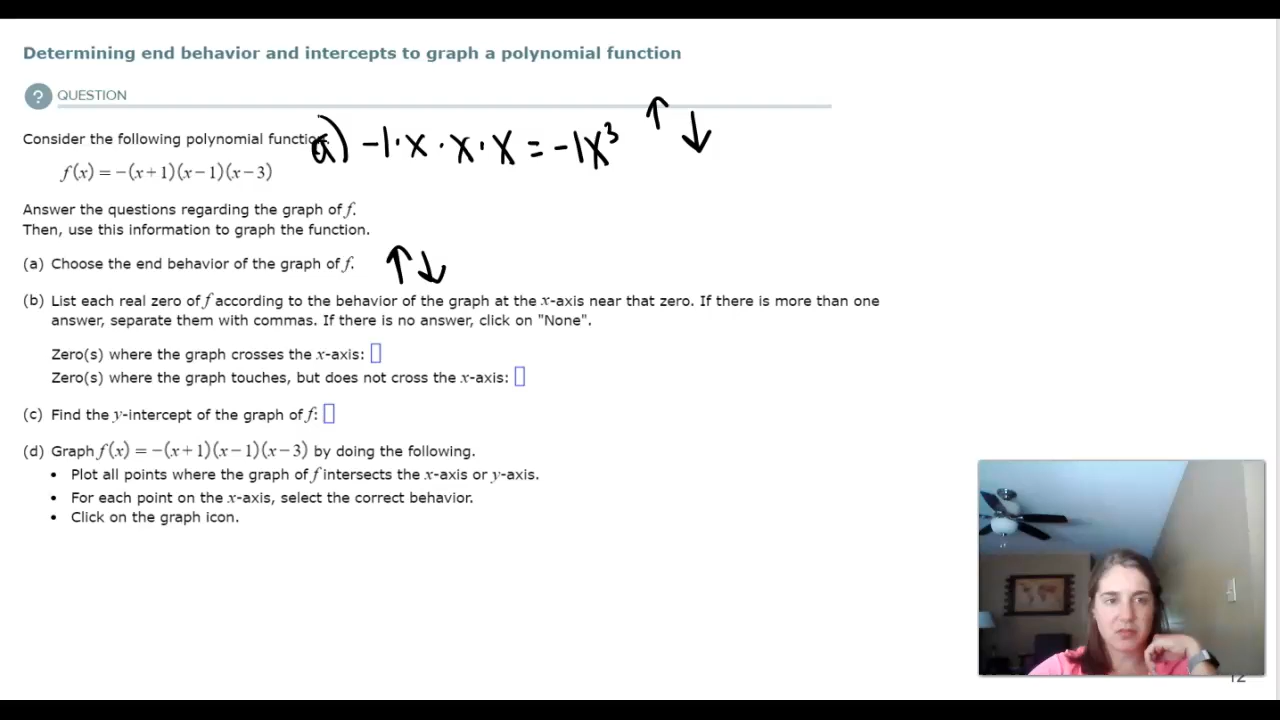 Determining end behavior and intercepts to graph a polynomial function
? QUESTION
Consider the following polynomial function.
a) -1·x·x·x = -1x³ ↑ ↓
f(x) = -(x+1)(x-1)(x-3)
Answer the questions regarding the graph of f.
Then, use this information to graph the function.
(a) Choose the end behavior of the graph of f. ↑↓
(b) List each real zero of f according to the behavior of the graph at the x-axis near that zero. If there is more than one
answer, separate them with commas. If there is no answer, click on "None".
Zero(s) where the graph crosses the x-axis:
Zero(s) where the graph touches, but does not cross the x-axis:
(c) Find the y-intercept of the graph of f:
(d) Graph f(x) = -(x+1)(x-1)(x-3) by doing the following.
• Plot all points where the graph of f intersects the x-axis or y-axis.
• For each point on the x-axis, select the correct behavior.
• Click on the graph icon.
12